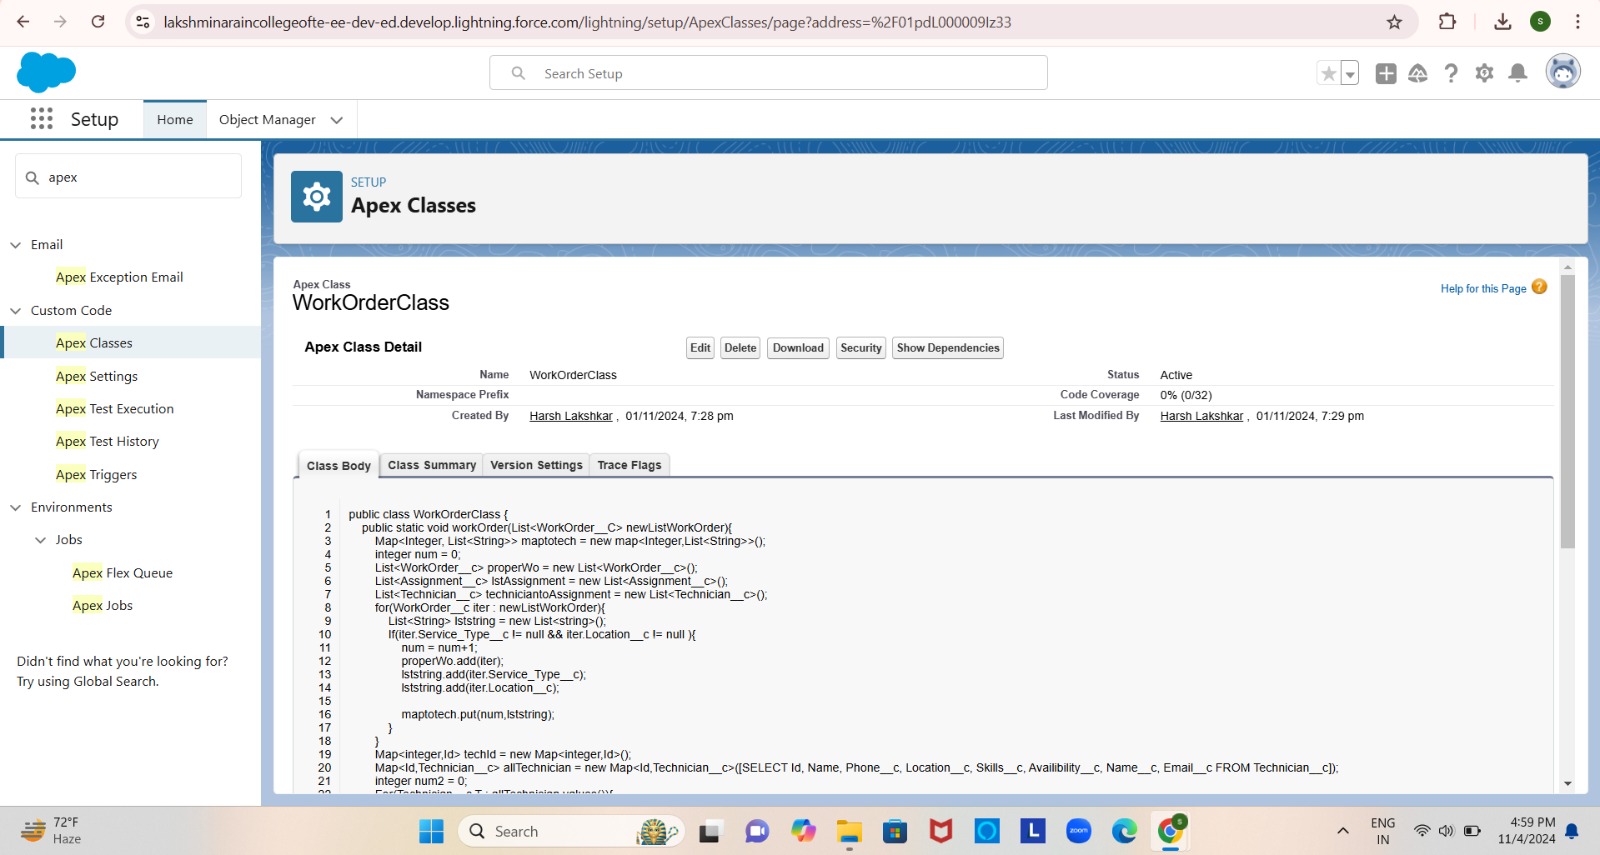 lakshminaraincollegeofte-ee-dev-ed.develop.lightning.force.com/lightning/setup/ApexClasses/page?address=%2F01pdL000009Iz33
S
Search Setup
Setup
Home
Object Manager
apex
Email
Apex Exception Email
Custom Code
Apex Classes
Apex Settings
Apex Test Execution
Apex Test History
Apex Triggers
Environments
Jobs
Apex Flex Queue
Apex Jobs
Didn't find what you're looking for?
Try using Global Search.
SETUP
Apex Classes
Apex Class
WorkOrderClass
Help for this Page ?
Apex Class Detail
Edit Delete Download Security Show Dependencies
Name WorkOrderClass Status Active
Namespace Prefix Code Coverage 0% (0/32)
Created By Harsh Lakshkar , 01/11/2024, 7:28 pm Last Modified By Harsh Lakshkar , 01/11/2024, 7:29 pm
Class Body Class Summary Version Settings Trace Flags
1 public class WorkOrderClass {
2 public static void workOrder(List<WorkOrder__C> newListWorkOrder){
3 Map<Integer, List<String>> maptotech = new map<Integer,List<String>>();
4 integer num = 0;
5 List<WorkOrder__c> properWo = new List<WorkOrder__c>();
6 List<Assignment__c> lstAssignment = new List<Assignment__c>();
7 List<Technician__c> techniciantoAssignment = new List<Technician__c>();
8 for(WorkOrder__c iter : newListWorkOrder){
9 List<String> lststring = new List<string>();
10 If(iter.Service_Type__c != null && iter.Location__c != null ){
11 num = num+1;
12 properWo.add(iter);
13 lststring.add(iter.Service_Type__c);
14 lststring.add(iter.Location__c);
15
16 maptotech.put(num,lststring);
17 }
18 }
19 Map<integer,Id> techId = new Map<integer,Id>();
20 Map<Id,Technician__c> allTechnician = new Map<Id,Technician__c>([SELECT Id, Name, Phone__c, Location__c, Skills__c, Availibility__c, Name__c, Email__c FROM Technician__c]);
21 integer num2 = 0;
22 For(Technician__c T : allTechnician.values()){
72°F
Haze
Search
L
zoom
S
ENG
IN
4:59 PM
11/4/2024